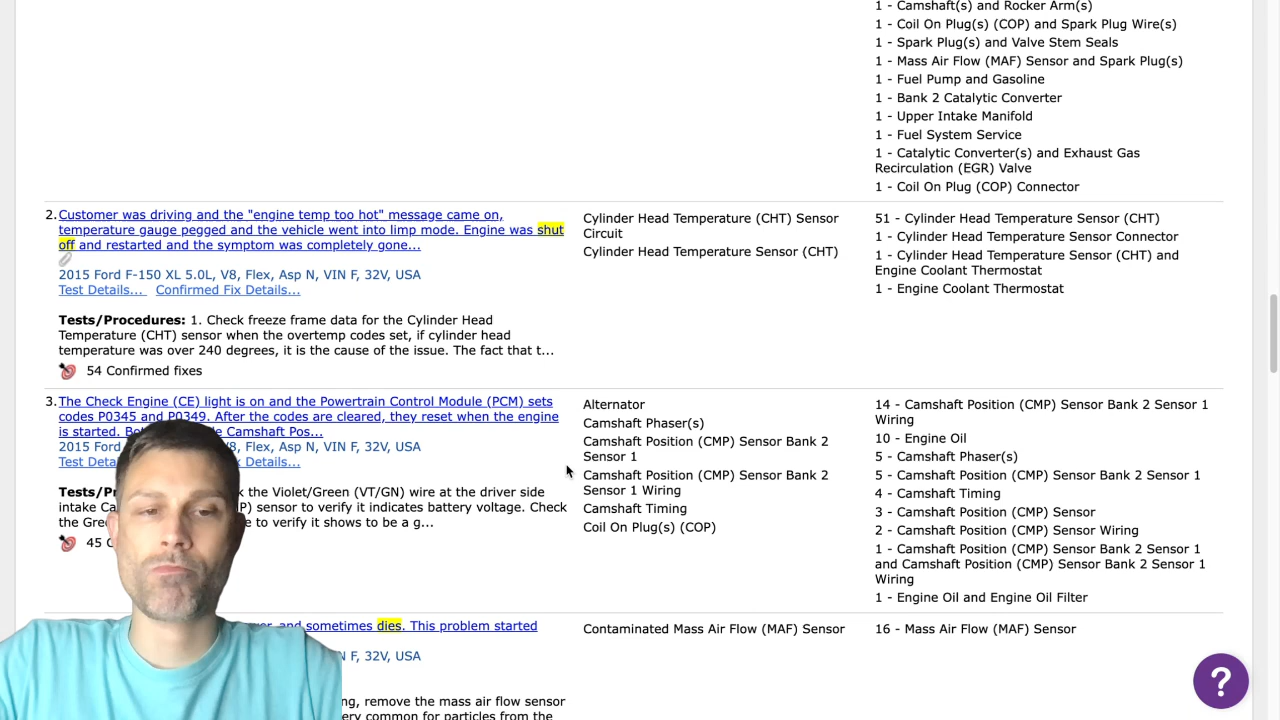 1 - Camshaft(s) and Rocker Arm(s)
1 - Coil On Plug(s) (COP) and Spark Plug Wire(s)
1 - Spark Plug(s) and Valve Stem Seals
1 - Mass Air Flow (MAF) Sensor and Spark Plug(s)
1 - Fuel Pump and Gasoline
1 - Bank 2 Catalytic Converter
1 - Upper Intake Manifold
1 - Fuel System Service
1 - Catalytic Converter(s) and Exhaust Gas
Recirculation (EGR) Valve
1 - Coil On Plug (COP) Connector
2. Customer was driving and the "engine temp too hot" message came on,
temperature gauge pegged and the vehicle went into limp mode. Engine was shut
off and restarted and the symptom was completely gone...
2015 Ford F-150 XL 5.0L, V8, Flex, Asp N, VIN F, 32V, USA
Test Details... Confirmed Fix Details...
Tests/Procedures: 1. Check freeze frame data for the Cylinder Head
Temperature (CHT) sensor when the overtemp codes set, if cylinder head
temperature was over 240 degrees, it is the cause of the issue. The fact that t...
54 Confirmed fixes
Cylinder Head Temperature (CHT) Sensor
Circuit
Cylinder Head Temperature Sensor (CHT)
51 - Cylinder Head Temperature Sensor (CHT)
1 - Cylinder Head Temperature Sensor Connector
1 - Cylinder Head Temperature Sensor (CHT) and
Engine Coolant Thermostat
1 - Engine Coolant Thermostat
3. The Check Engine (CE) light is on and the Powertrain Control Module (PCM) sets
codes P0345 and P0349. After the codes are cleared, they reset when the engine
is started. Camshaft Pos...
2015 Ford V8, Flex, Asp N, VIN F, 32V, USA
Test Details...
Tests/ k the Violet/Green (VT/GN) wire at the driver side
intake P) sensor to verify it indicates battery voltage. Check
the e to verify it shows to be a g...
45
Alternator
Camshaft Phaser(s)
Camshaft Position (CMP) Sensor Bank 2
Sensor 1
Camshaft Position (CMP) Sensor Bank 2
Sensor 1 Wiring
Camshaft Timing
Coil On Plug(s) (COP)
14 - Camshaft Position (CMP) Sensor Bank 2 Sensor 1
Wiring
10 - Engine Oil
5 - Camshaft Phaser(s)
5 - Camshaft Position (CMP) Sensor Bank 2 Sensor 1
4 - Camshaft Timing
3 - Camshaft Position (CMP) Sensor
2 - Camshaft Position (CMP) Sensor Wiring
1 - Camshaft Position (CMP) Sensor Bank 2 Sensor 1
and Camshaft Position (CMP) Sensor Bank 2 Sensor 1
Wiring
1 - Engine Oil and Engine Oil Filter
and sometimes dies. This problem started
N F, 32V, USA
remove the mass air flow sensor
common for particles from the
Contaminated Mass Air Flow (MAF) Sensor
16 - Mass Air Flow (MAF) Sensor
?